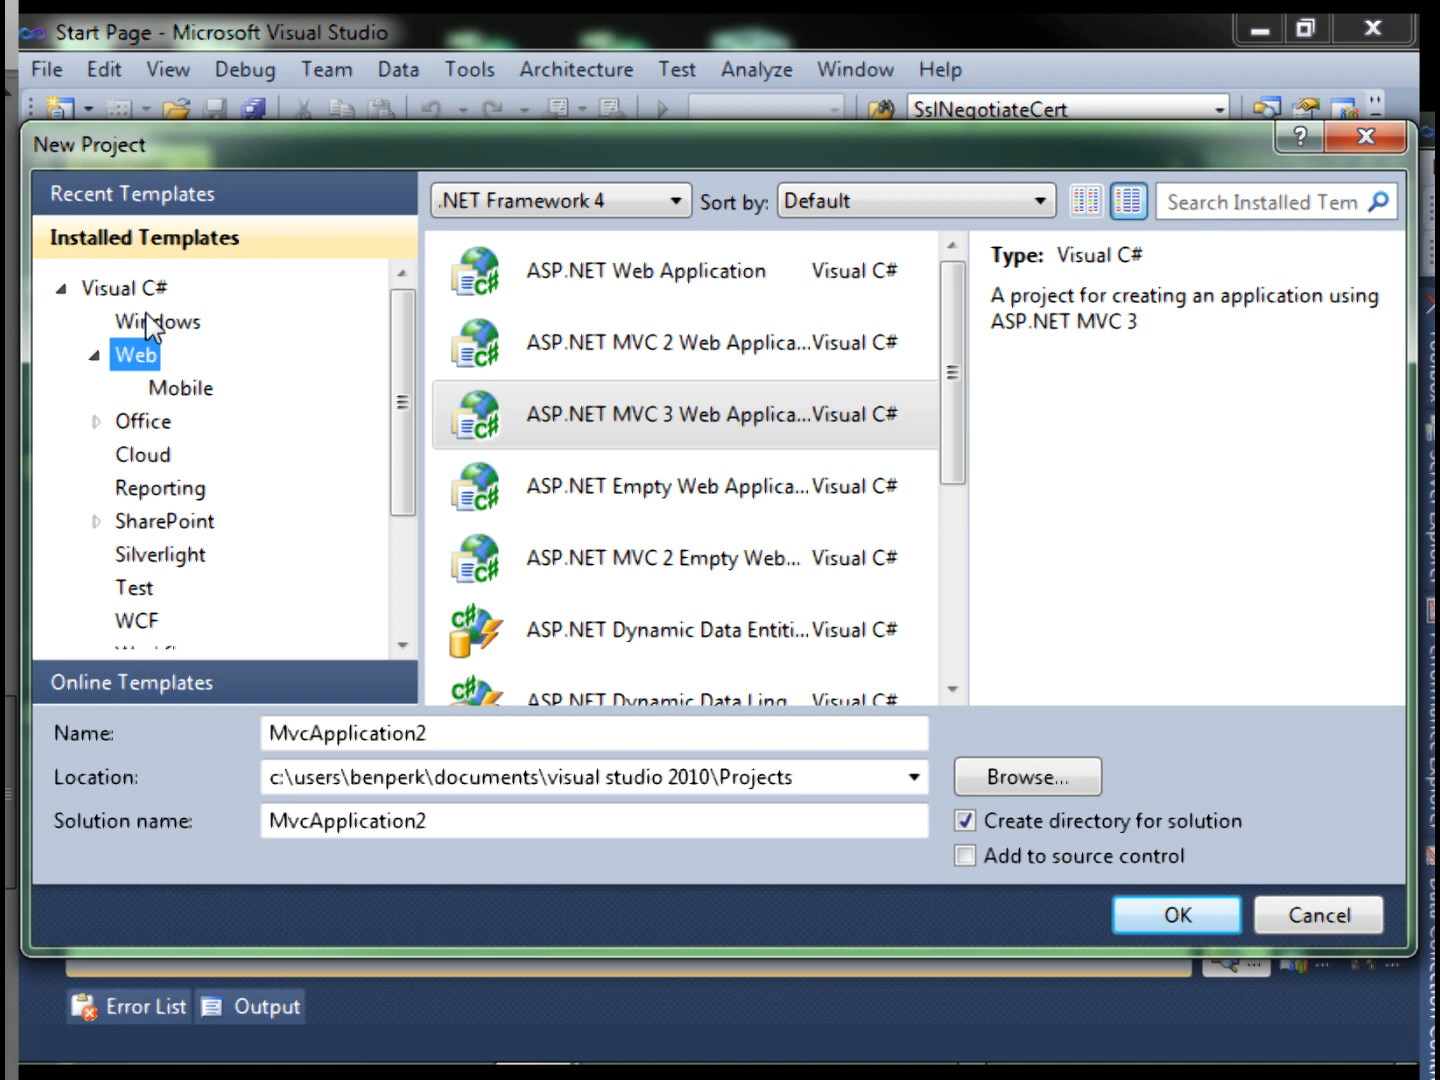 Start Page - Microsoft Visual Studio
File Edit View Debug Team Data Tools Architecture Test Analyze Window Help
SslNegotiateCert
New Project
?
Recent Templates
.NET Framework 4
Sort by:
Default
Search Installed Tem
Installed Templates
Visual C#
Windows
Web
Mobile
Office
Cloud
Reporting
SharePoint
Silverlight
Test
WCF
Online Templates
ASP.NET Web Application Visual C#
ASP.NET MVC 2 Web Applica... Visual C#
ASP.NET MVC 3 Web Applica... Visual C#
ASP.NET Empty Web Applica... Visual C#
ASP.NET MVC 2 Empty Web... Visual C#
ASP.NET Dynamic Data Entiti... Visual C#
ASP.NET Dynamic Data Linq Visual C#
Type: Visual C#
A project for creating an application using
ASP.NET MVC 3
Name: MvcApplication2
Location: c:\users\benperk\documents\visual studio 2010\Projects
Browse...
Solution name: MvcApplication2
Create directory for solution
Add to source control
OK
Cancel
Error List
Output